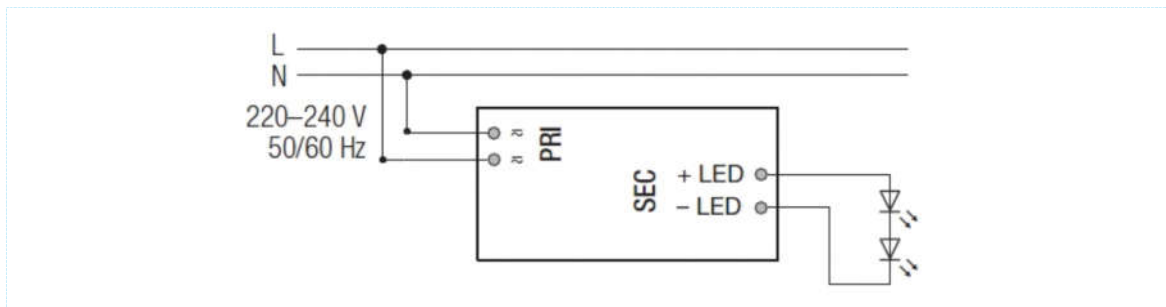 L
N
220–240 V
50/60 Hz
≈ PRI
≈
SEC
+ LED
– LED